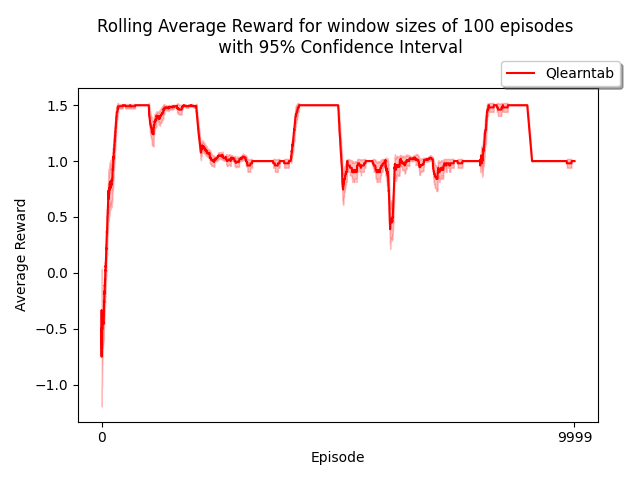 Rolling Average Reward for window sizes of 100 episodes
with 95% Confidence Interval
Qlearntab
1.5
1.0
0.5
0.0
−0.5
−1.0
Average Reward
0
9999
Episode